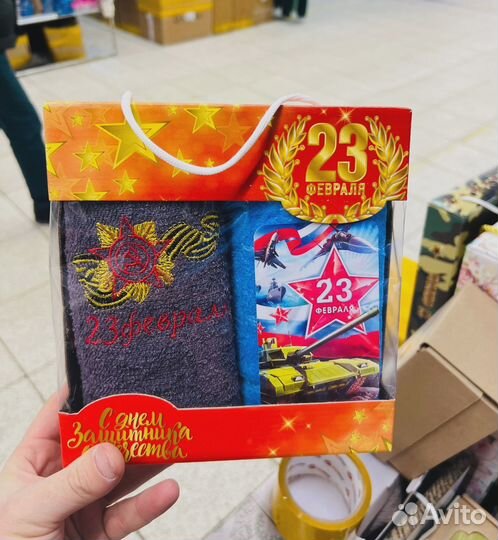 23
ФЕВРАЛЯ
23 февраля
23
ФЕВРАЛЯ
С днем
Защитника
Отечества
Avito